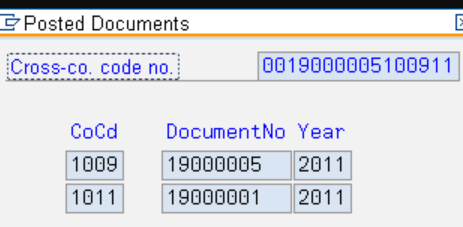 Posted Documents
Cross-co. code no. 0019000005100911
CoCd DocumentNo Year
1009 19000005 2011
1011 19000001 2011